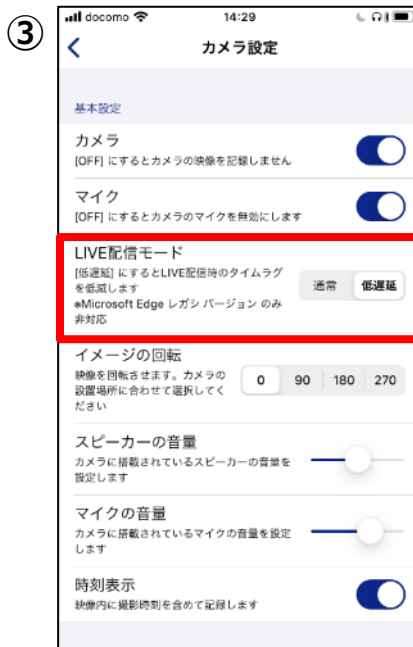 ③
docomo 14:29
カメラ設定
基本設定
カメラ
[OFF] にするとカメラの映像を記録しません
マイク
[OFF] にするとカメラのマイクを無効にします
LIVE配信モード
[低遅延] にするとLIVE配信時のタイムラグ
を低減します
※Microsoft Edge レガシ バージョン のみ
非対応
通常 低遅延
イメージの回転
映像を回転させます。カメラの
設置場所に合わせて選択してく
ださい
0 90 180 270
スピーカーの音量
カメラに搭載されているスピーカーの音量を
設定します
マイクの音量
カメラに搭載されているマイクの音量を設定
します
時刻表示
映像内に撮影時刻を含めて記録します